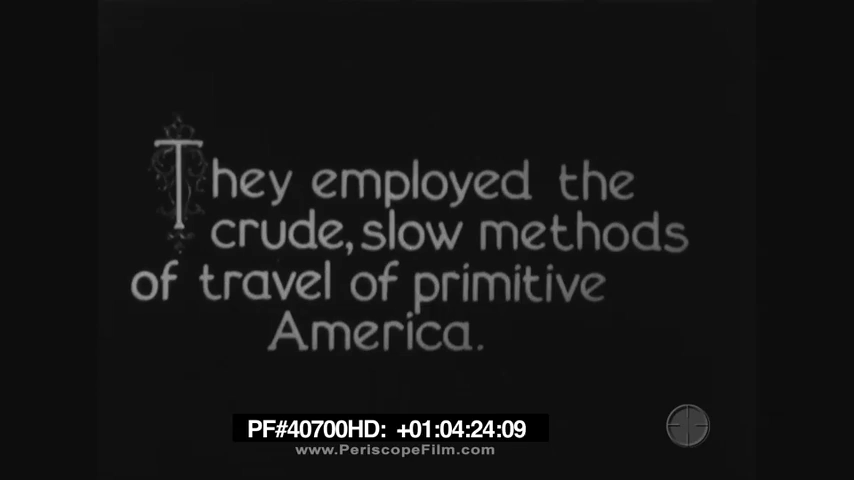 They employed the
crude, slow methods
of travel of primitive
America.
PF#40700HD: +01:04:24:09
www.PeriscopeFilm.com